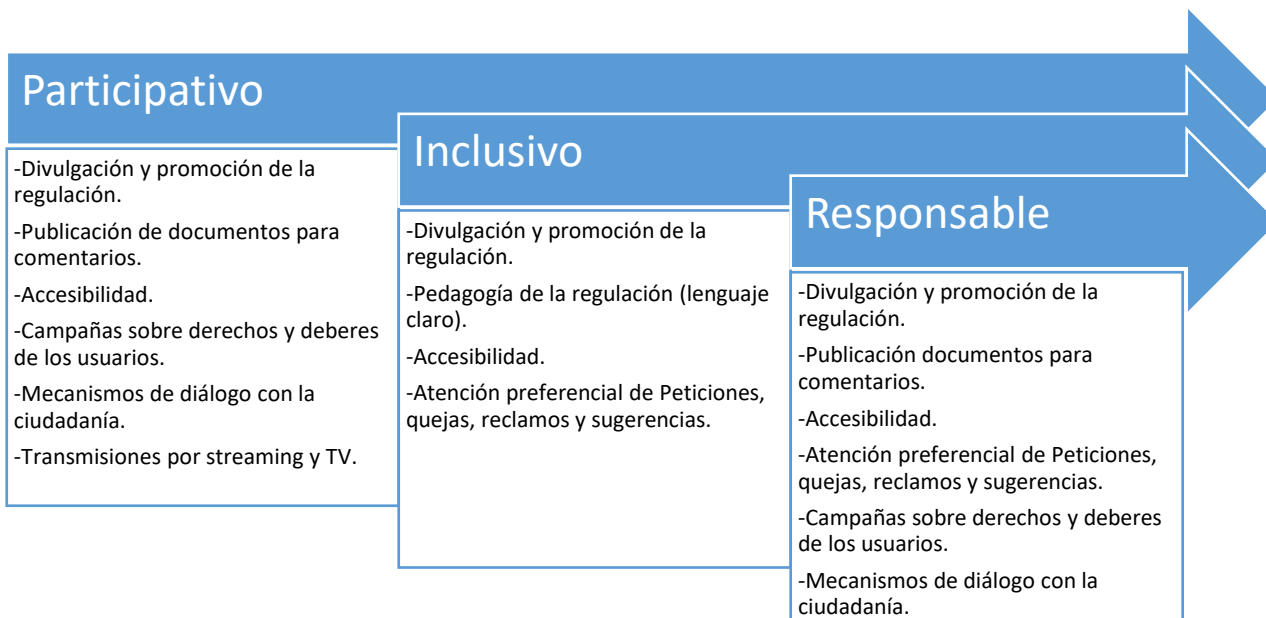 Participativo
-Divulgación y promoción de la
regulación.
-Publicación de documentos para
comentarios.
-Accesibilidad.
-Campañas sobre derechos y deberes
de los usuarios.
-Mecanismos de diálogo con la
ciudadanía.
-Transmisiones por streaming y TV.
Inclusivo
-Divulgación y promoción de la
regulación.
-Pedagogía de la regulación (lenguaje
claro).
-Accesibilidad.
-Atención preferencial de Peticiones,
quejas, reclamos y sugerencias.
Responsable
-Divulgación y promoción de la
regulación.
-Publicación documentos para
comentarios.
-Accesibilidad.
-Atención preferencial de Peticiones,
quejas, reclamos y sugerencias.
-Campañas sobre derechos y deberes
de los usuarios.
-Mecanismos de diálogo con la
ciudadanía.